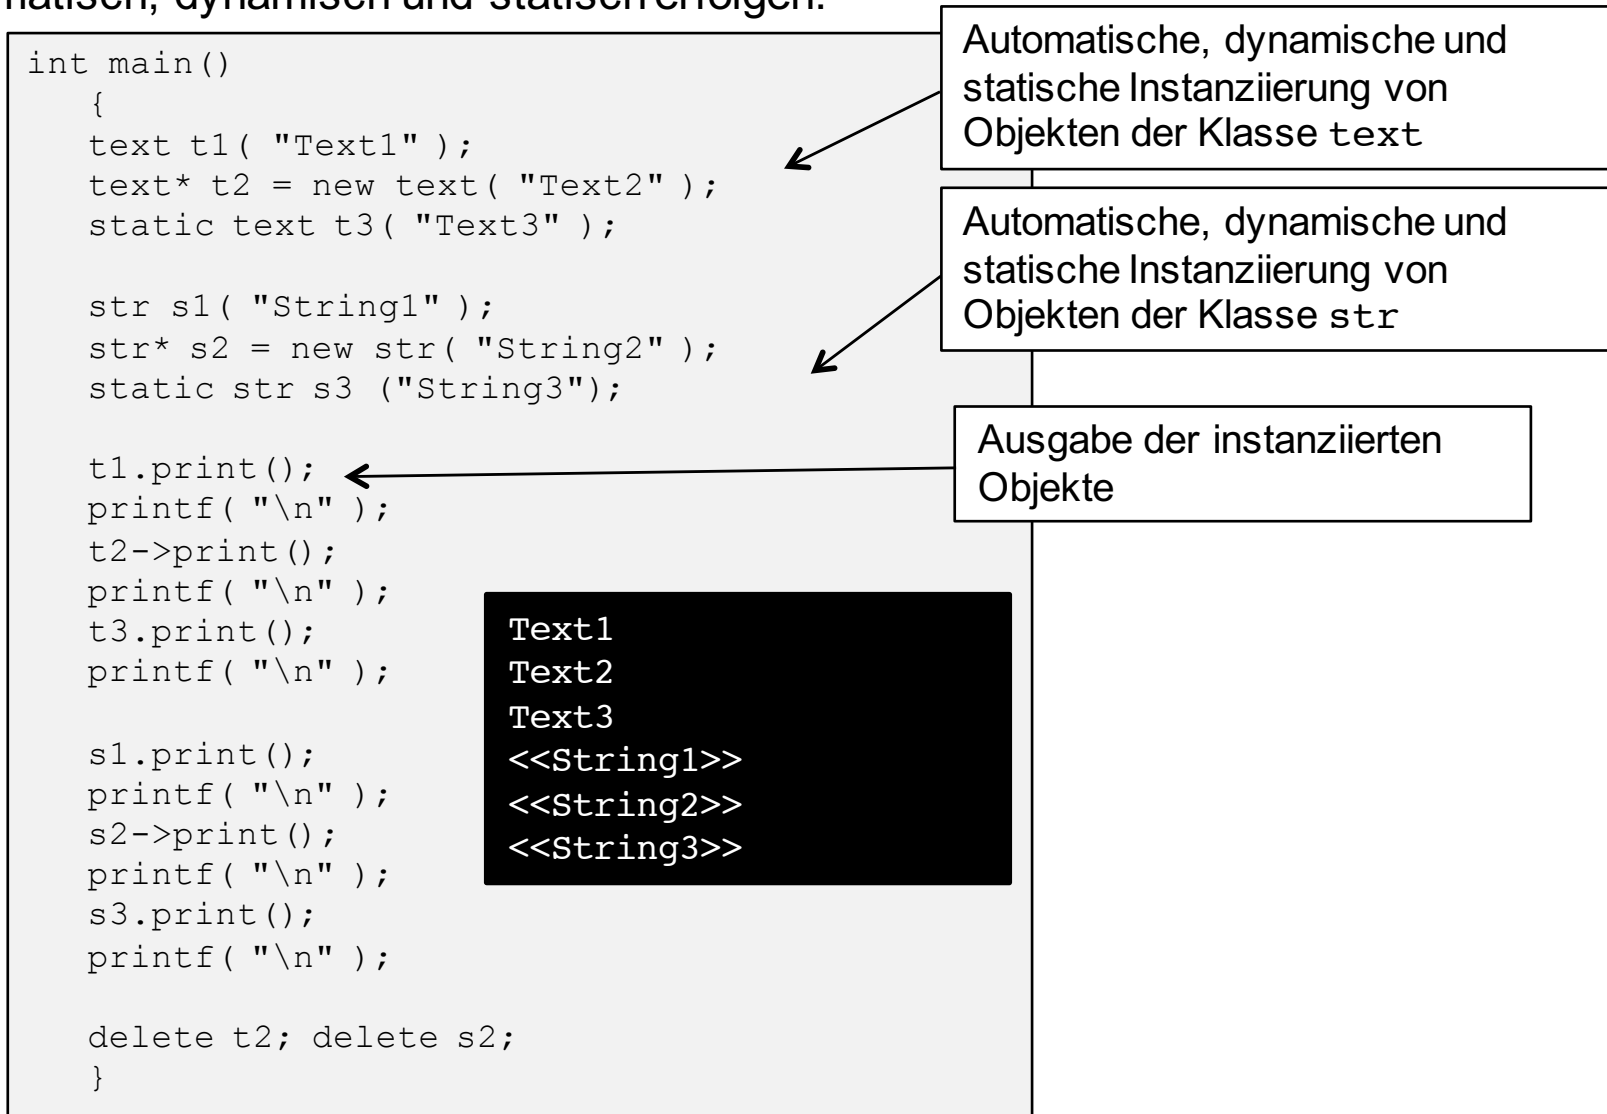 dynamisch und statisch erfolgen.
int main()
{
text t1( "Text1" );
text* t2 = new text( "Text2" );
static text t3( "Text3" );
str s1( "String1" );
str* s2 = new str( "String2" );
static str s3 ("String3");
t1.print();
printf( "\n" );
t2->print();
printf( "\n" );
t3.print();
printf( "\n" );
s1.print();
printf( "\n" );
s2->print();
printf( "\n" );
s3.print();
printf( "\n" );
delete t2; delete s2;
}
Automatische, dynamische und
statische Instanziierung von
Objekten der Klasse text
Automatische, dynamische und
statische Instanziierung von
Objekten der Klasse str
Ausgabe der instanziierten
Objekte
Text1
Text2
Text3
<<String1>>
<<String2>>
<<String3>>